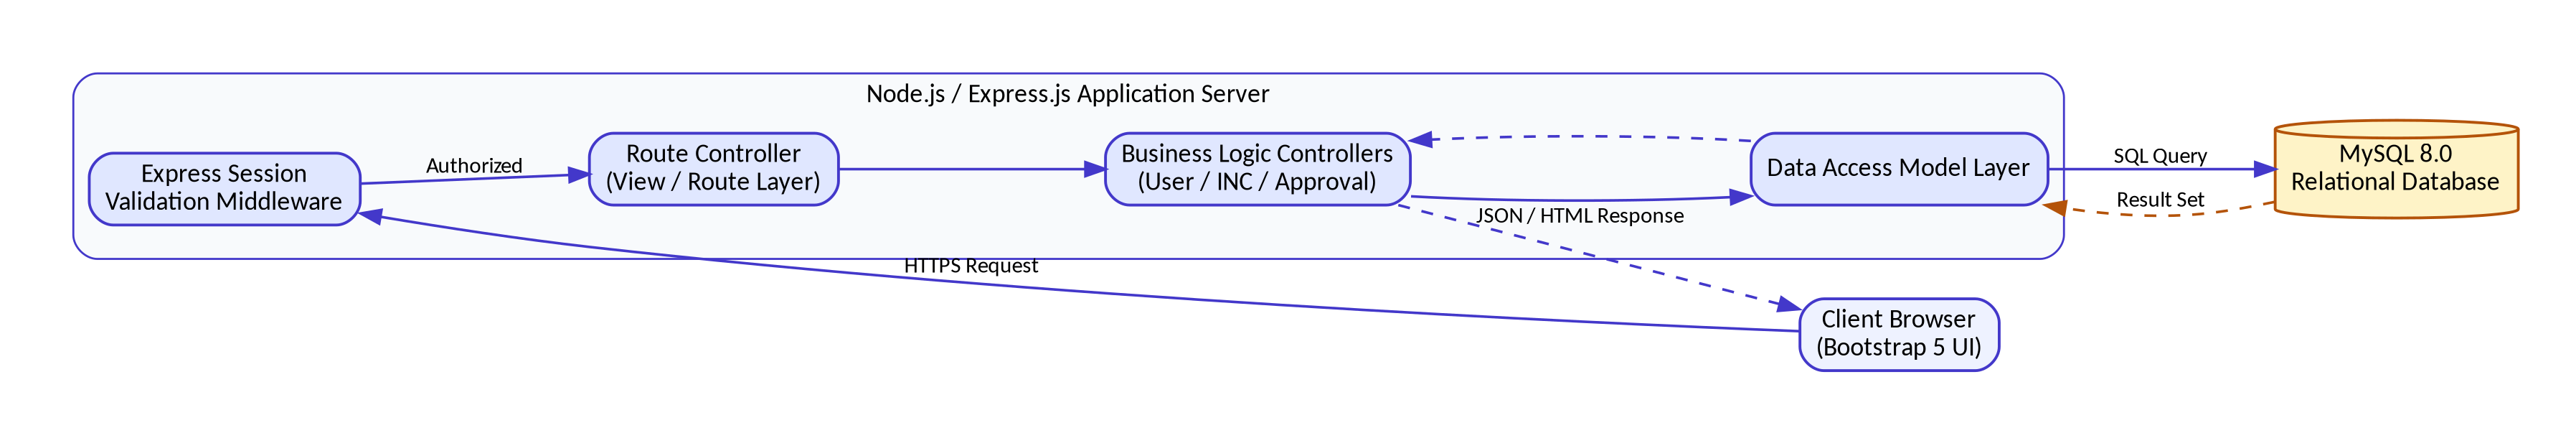 Node.js / Express.js Application Server
Express Session
Validation Middleware
Authorized
Route Controller
(View / Route Layer)
Business Logic Controllers
(User / INC / Approval)
Data Access Model Layer
SQL Query
Result Set
MySQL 8.0
Relational Database
JSON / HTML Response
HTTPS Request
Client Browser
(Bootstrap 5 UI)